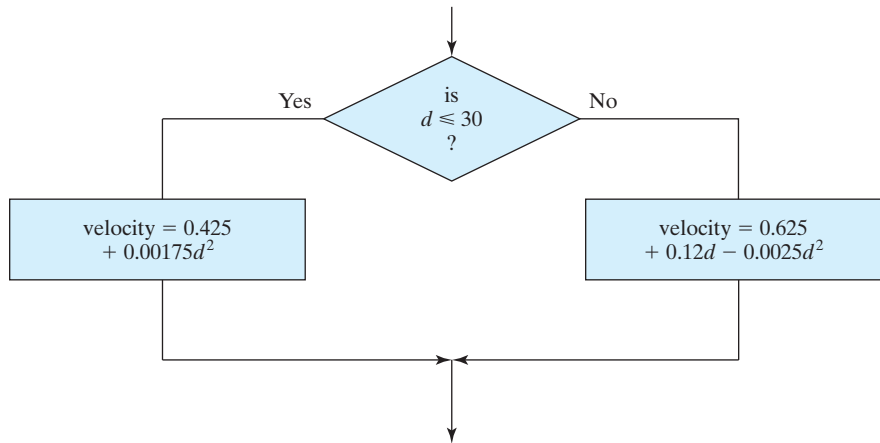 is
d ⩽ 30
?
Yes
No
velocity = 0.425
+ 0.00175d²
velocity = 0.625
+ 0.12d − 0.0025d²